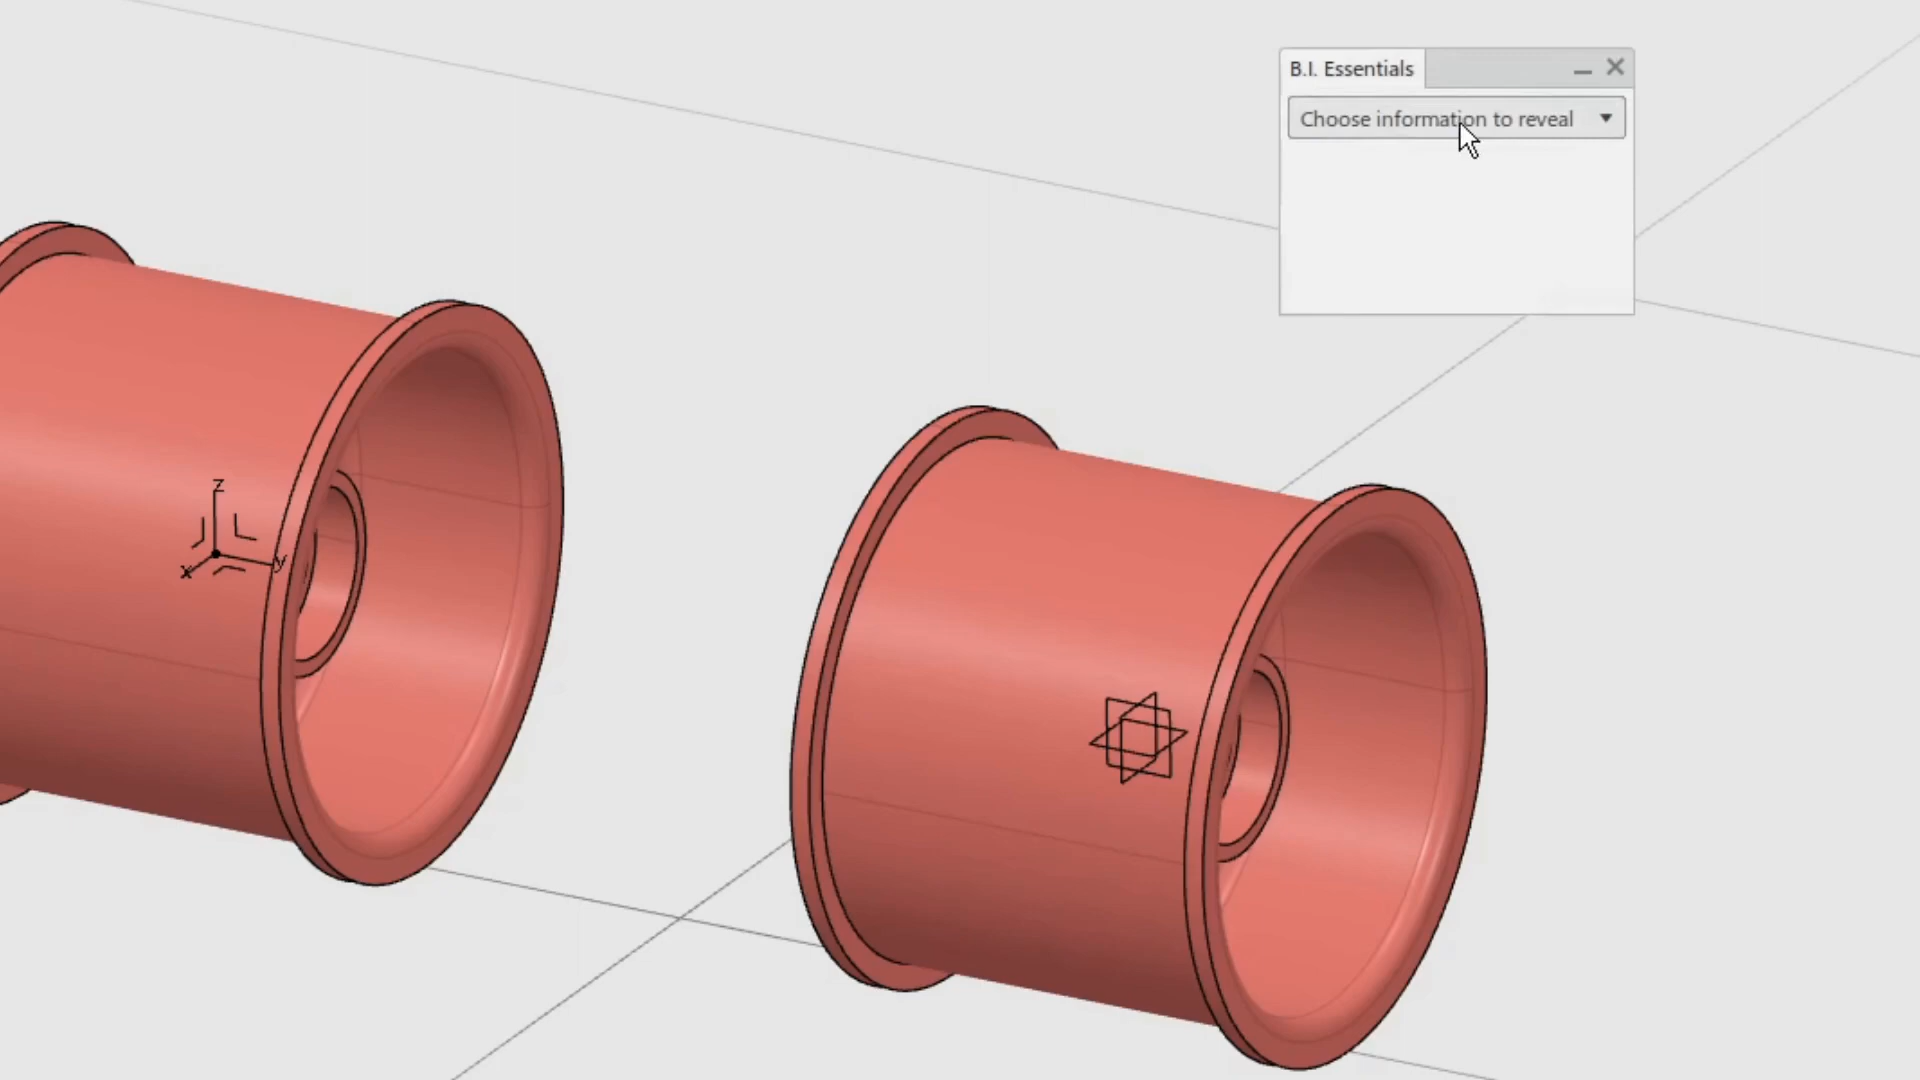 B.I. Essentials
Choose information to reveal
z
x
y